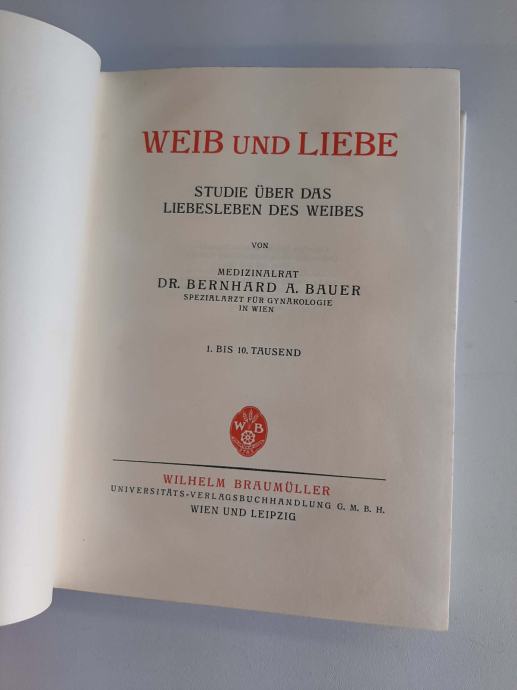 WEIB UND LIEBE
STUDIE ÜBER DAS
LIEBESLEBEN DES WEIBES
VON
MEDIZINALRAT
DR. BERNHARD A. BAUER
SPEZIALARZT FÜR GYNÄKOLOGIE
IN WIEN
1. BIS 10. TAUSEND
W B
WILHELM BRAUMÜLLER
UNIVERSITÄTS-VERLAGSBUCHHANDLUNG G. M. B. H.
WIEN UND LEIPZIG